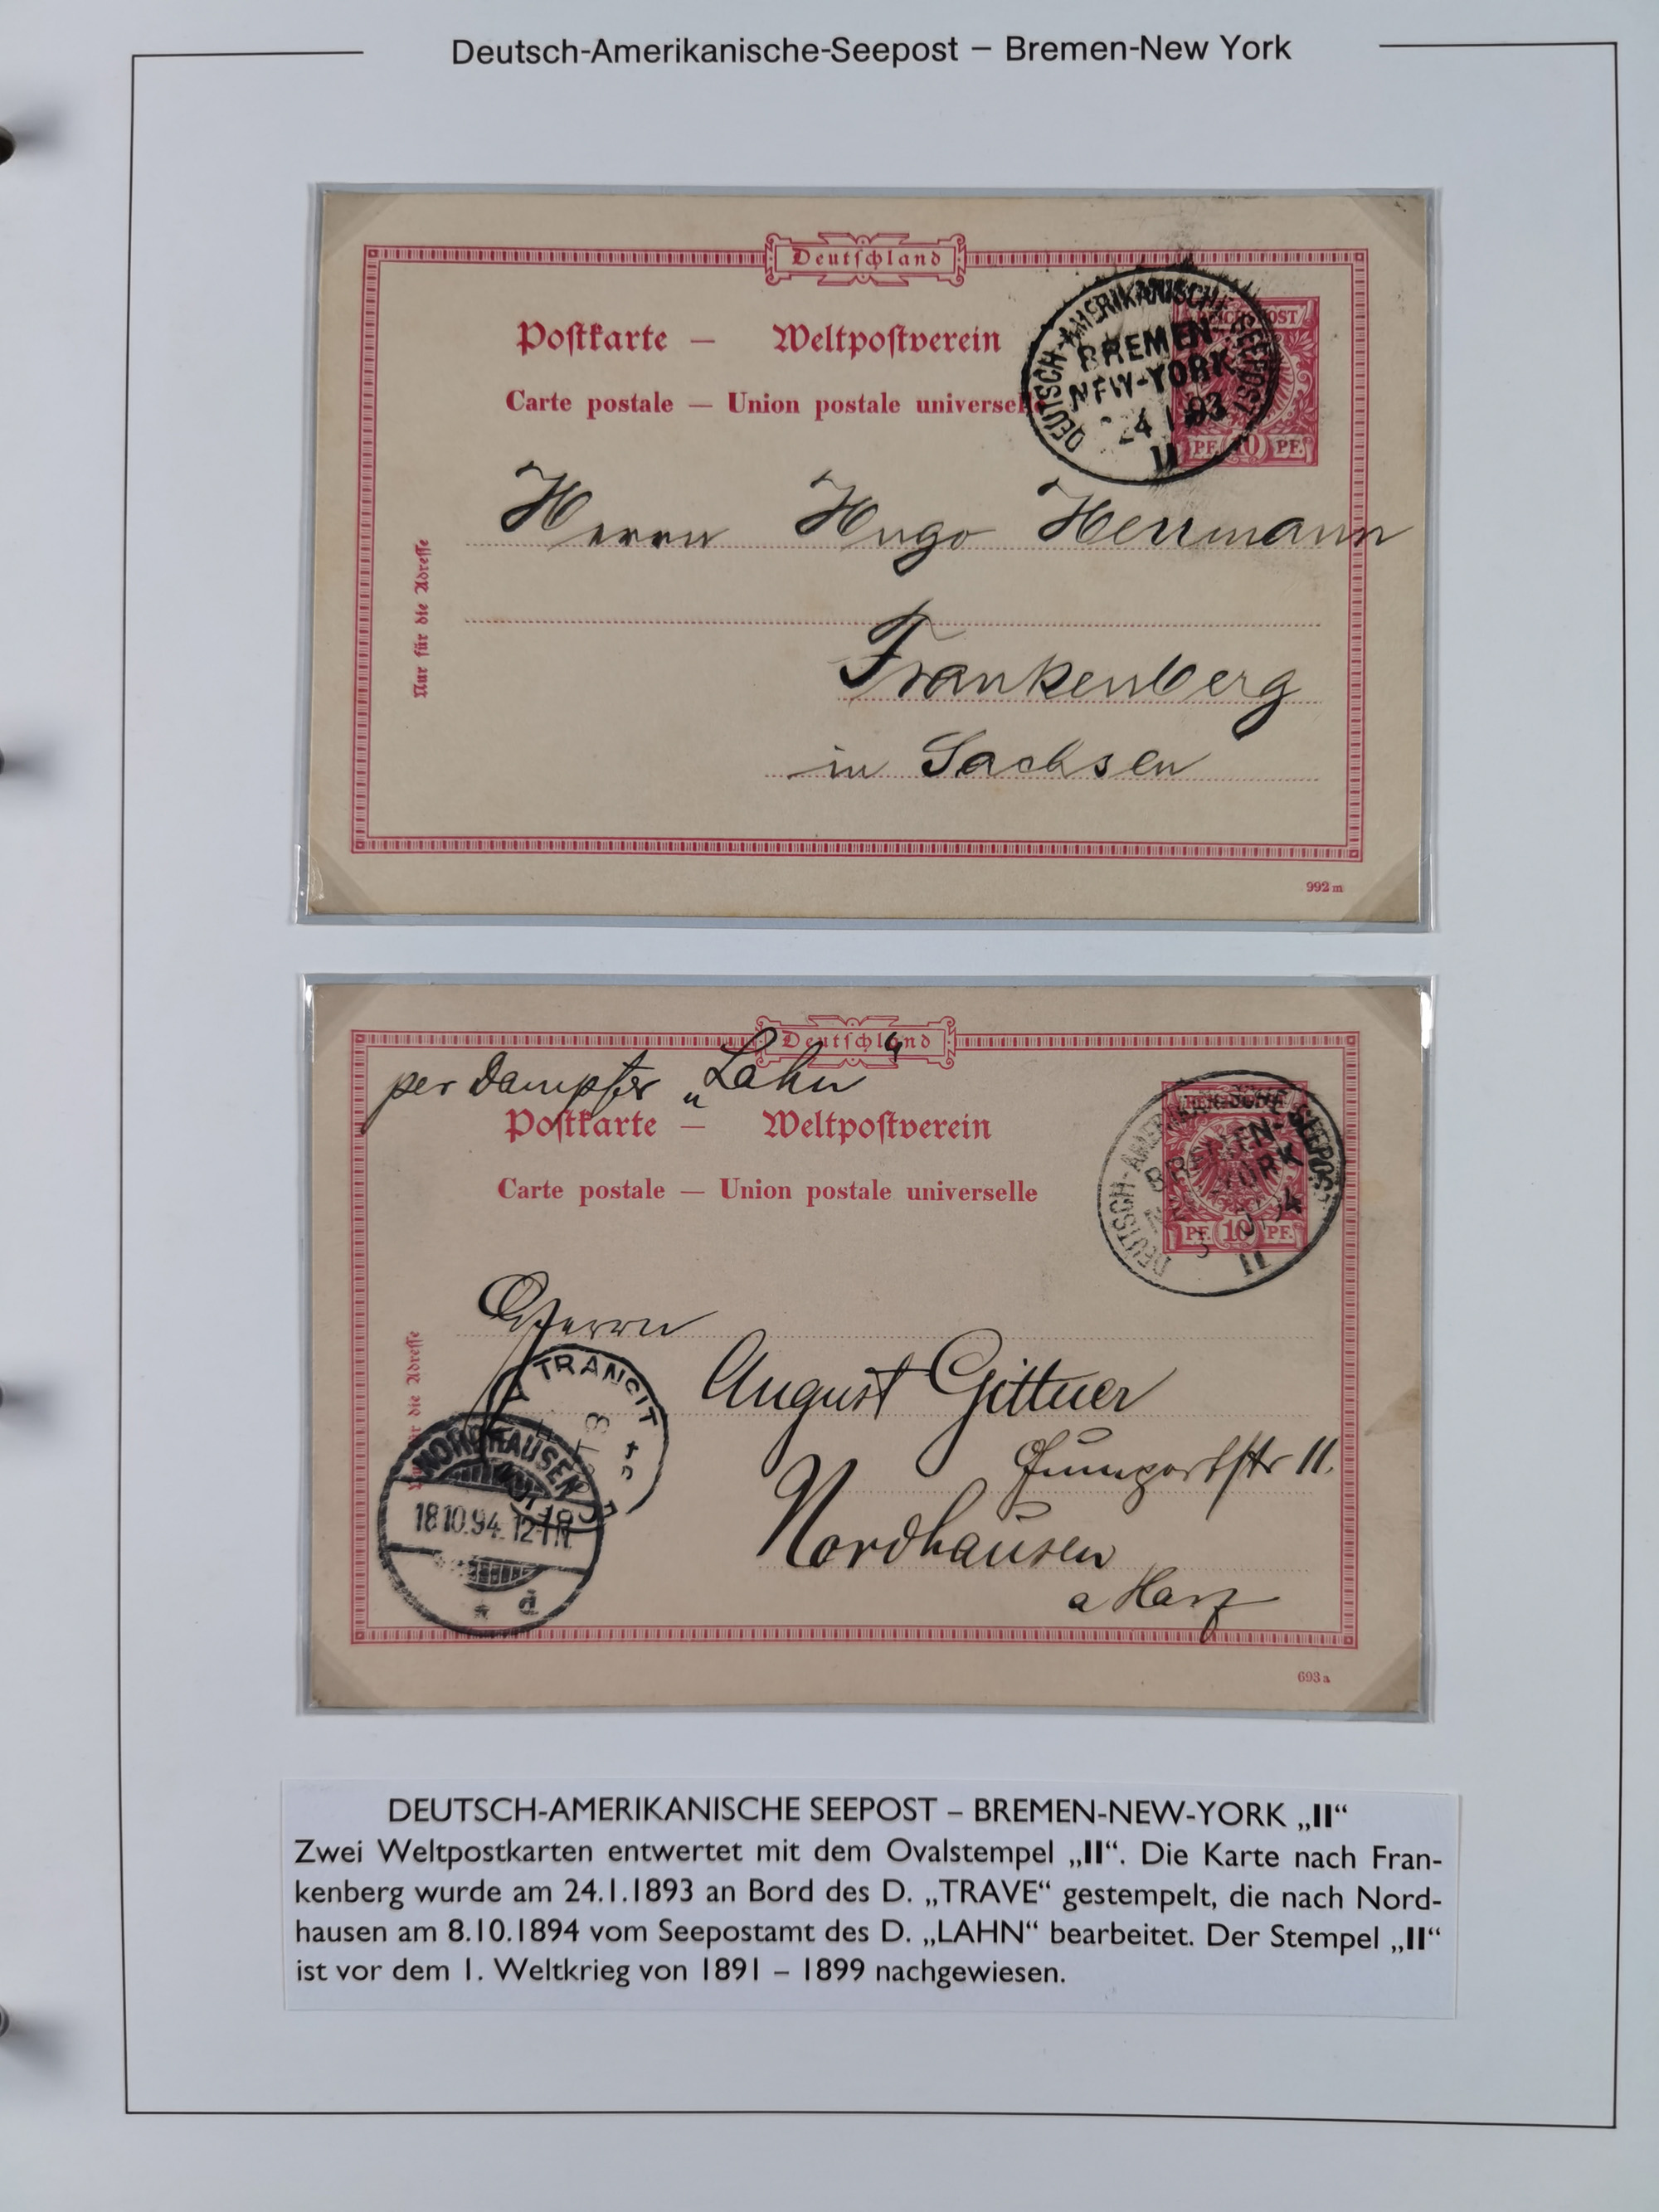 Deutsch-Amerikanische-Seepost – Bremen-New York
Deutſchland
Poſtkarte — Weltpoſtverein
Carte postale — Union postale universelle
DEUTSCH-AMERIKANISCHE SEEPOST
REICHSPOST
BREMEN-
NEW-YORK
24 1 93
II
PF. 10 PF.
Herrn Hugo Herrmann
Nur für die Adreſſe
Frankenberg
in Sachsen
992 m
Deutſchland
per Dampfer „Lahn“
Poſtkarte — Weltpoſtverein
Carte postale — Union postale universelle
DEUTSCH-AMERIKANISCHE SEEPOST
BREMEN-
YORK
II
PF. 10 PF.
Herrn
TRANSIT
August Gittner
die Adreſſe
NORDHAUSEN
18.10.94. 12-1 N.
* d
Nordhausen
a Harz
693 a
DEUTSCH-AMERIKANISCHE SEEPOST – BREMEN-NEW-YORK „II“
Zwei Weltpostkarten entwertet mit dem Ovalstempel „II“. Die Karte nach Fran-
kenberg wurde am 24.1.1893 an Bord des D. „TRAVE“ gestempelt, die nach Nord-
hausen am 8.10.1894 vom Seepostamt des D. „LAHN“ bearbeitet. Der Stempel „II“
ist vor dem 1. Weltkrieg von 1891 – 1899 nachgewiesen.